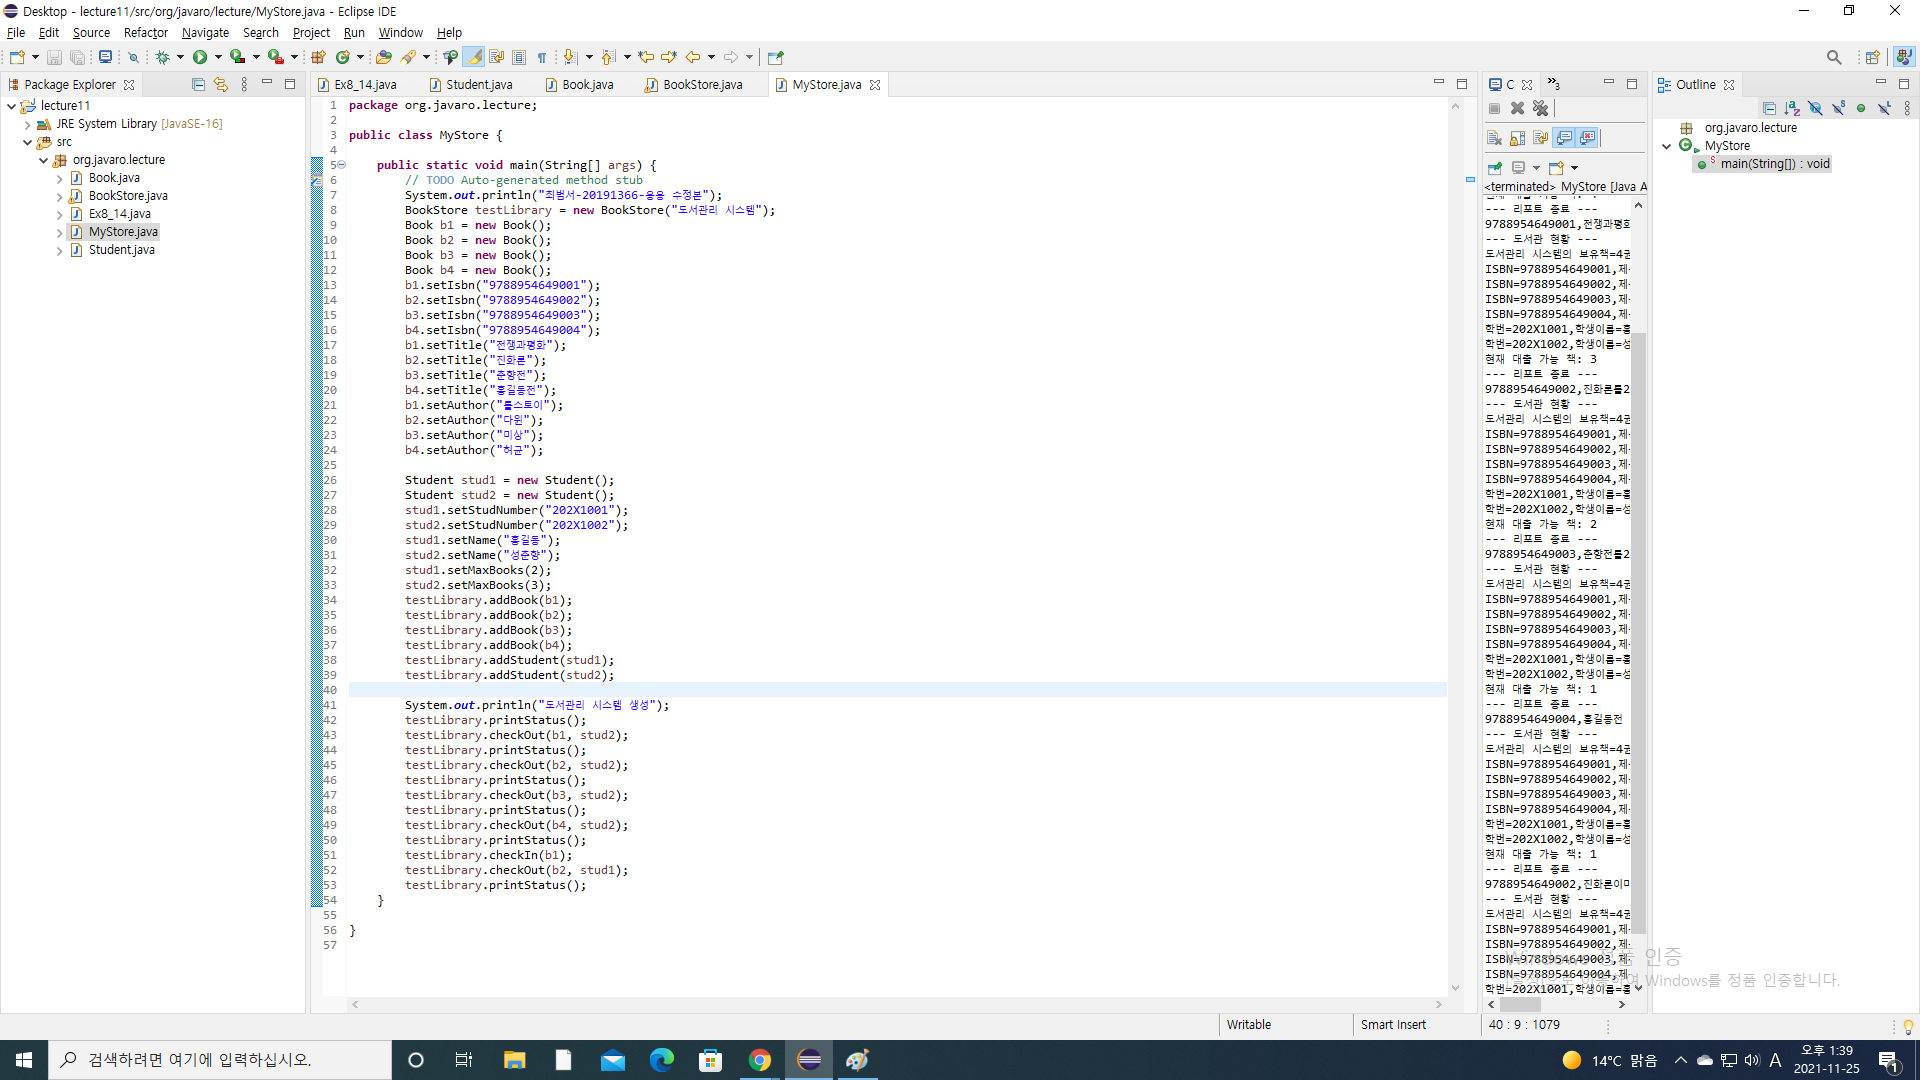 Desktop - lecture11/src/org/javaro/lecture/MyStore.java - Eclipse IDE
File Edit Source Refactor Navigate Search Project Run Window Help
Package Explorer
lecture11
JRE System Library [JavaSE-16]
src
org.javaro.lecture
Book.java
BookStore.java
Ex8_14.java
MyStore.java
Student.java
Ex8_14.java Student.java Book.java BookStore.java MyStore.java
1 package org.javaro.lecture;
2
3 public class MyStore {
4
5 public static void main(String[] args) {
6 // TODO Auto-generated method stub
7 System.out.println("최범서-20191366-응용 수정본");
8 BookStore testLibrary = new BookStore("도서관리 시스템");
9 Book b1 = new Book();
10 Book b2 = new Book();
11 Book b3 = new Book();
12 Book b4 = new Book();
13 b1.setIsbn("9788954649001");
14 b2.setIsbn("9788954649002");
15 b3.setIsbn("9788954649003");
16 b4.setIsbn("9788954649004");
17 b1.setTitle("전쟁과평화");
18 b2.setTitle("진화론");
19 b3.setTitle("춘향전");
20 b4.setTitle("홍길동전");
21 b1.setAuthor("톨스토이");
22 b2.setAuthor("다윈");
23 b3.setAuthor("미상");
24 b4.setAuthor("허균");
25
26 Student stud1 = new Student();
27 Student stud2 = new Student();
28 stud1.setStudNumber("202X1001");
29 stud2.setStudNumber("202X1002");
30 stud1.setName("홍길동");
31 stud2.setName("성춘향");
32 stud1.setMaxBooks(2);
33 stud2.setMaxBooks(3);
34 testLibrary.addBook(b1);
35 testLibrary.addBook(b2);
36 testLibrary.addBook(b3);
37 testLibrary.addBook(b4);
38 testLibrary.addStudent(stud1);
39 testLibrary.addStudent(stud2);
40
41 System.out.println("도서관리 시스템 생성");
42 testLibrary.printStatus();
43 testLibrary.checkOut(b1, stud2);
44 testLibrary.printStatus();
45 testLibrary.checkOut(b2, stud2);
46 testLibrary.printStatus();
47 testLibrary.checkOut(b3, stud2);
48 testLibrary.printStatus();
49 testLibrary.checkOut(b4, stud2);
50 testLibrary.printStatus();
51 testLibrary.checkIn(b1);
52 testLibrary.checkOut(b2, stud1);
53 testLibrary.printStatus();
54 }
55
56 }
57
C
3
<terminated> MyStore [Java A
--- 리포트 종료 ---
9788954649001,전쟁과평화
--- 도서관 현황 ---
도서관리 시스템의 보유책=4권
ISBN=9788954649001,제
ISBN=9788954649002,제
ISBN=9788954649003,제
ISBN=9788954649004,제
학번=202X1001,학생이름=홍
학번=202X1002,학생이름=성
현재 대출 가능 책: 3
--- 리포트 종료 ---
9788954649002,진화론를2
--- 도서관 현황 ---
도서관리 시스템의 보유책=4권
ISBN=9788954649001,제
ISBN=9788954649002,제
ISBN=9788954649003,제
ISBN=9788954649004,제
학번=202X1001,학생이름=홍
학번=202X1002,학생이름=성
현재 대출 가능 책: 2
--- 리포트 종료 ---
9788954649003,춘향전를2
--- 도서관 현황 ---
도서관리 시스템의 보유책=4권
ISBN=9788954649001,제
ISBN=9788954649002,제
ISBN=9788954649003,제
ISBN=9788954649004,제
학번=202X1001,학생이름=홍
학번=202X1002,학생이름=성
현재 대출 가능 책: 1
--- 리포트 종료 ---
9788954649004,홍길동전
--- 도서관 현황 ---
도서관리 시스템의 보유책=4권
ISBN=9788954649001,제
ISBN=9788954649002,제
ISBN=9788954649003,제
ISBN=9788954649004,제
학번=202X1001,학생이름=홍
학번=202X1002,학생이름=성
현재 대출 가능 책: 1
--- 리포트 종료 ---
9788954649002,진화론이미
--- 도서관 현황 ---
도서관리 시스템의 보유책=4권
ISBN=9788954649001,제
ISBN=9788954649002,제
ISBN=9788954649003,제
ISBN=9788954649004,제
학번=202X1001,학생이름=홍
Outline
org.javaro.lecture
MyStore
main(String[]) : void
Windows 정품 인증
Windows를 정품 인증합니다.
Writable Smart Insert 40 : 9 : 1079
검색하려면 여기에 입력하십시오.
14°C 맑음 A 오후 1:39
2021-11-25
1